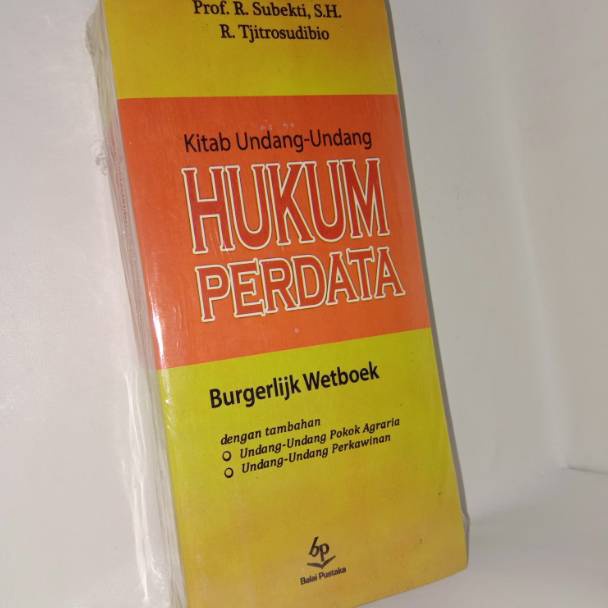 Prof. R. Subekti, S.H.
R. Tjitrosudibio
Kitab Undang-Undang
HUKUM
PERDATA
Burgerlijk Wetboek
dengan tambahan
Undang-Undang Pokok Agraria
Undang-Undang Perkawinan
bp
Balai Pustaka